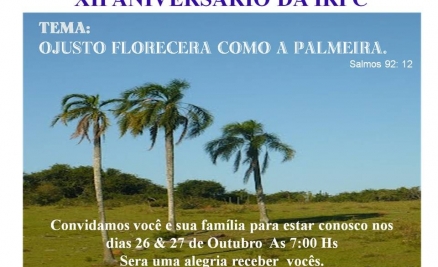 XII ANIVERSARIO DA IRPC
TEMA:
OJUSTO FLORECERA COMO A PALMEIRA.
Salmos 92: 12
Convidamos você e sua família para estar conosco nos
dias 26 & 27 de Outubro As 7:00 Hs
Sera uma alegria receber vocês.